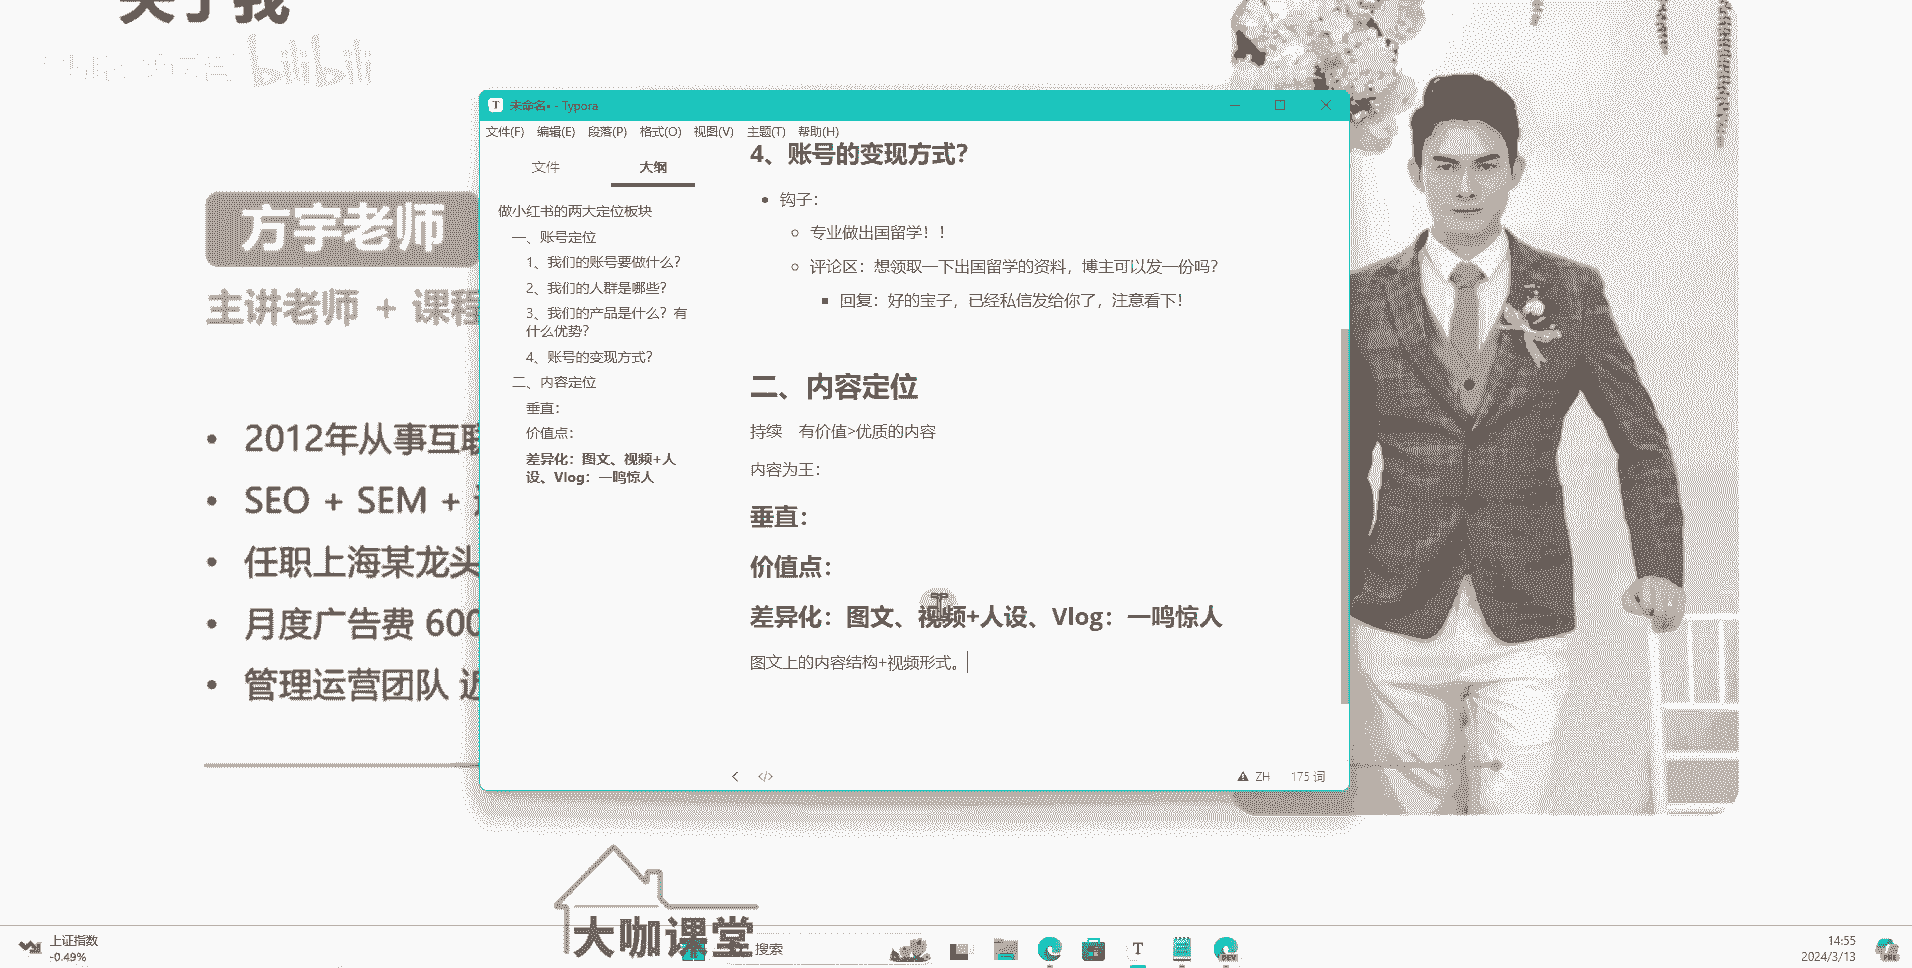 关于我
bilibili
方宇老师
主讲老师 + 课程
2012年从事互联
SEO + SEM +
任职上海某龙头
月度广告费 600
管理运营团队 近
未命名• - Typora
文件(F) 编辑(E) 段落(P) 格式(O) 视图(V) 主题(T) 帮助(H)
文件 大纲
做小红书的两大定位板块
一、账号定位
1、我们的账号要做什么？
2、我们的人群是哪些？
3、我们的产品是什么？有
什么优势？
4、账号的变现方式？
二、内容定位
垂直：
价值点：
差异化：图文、视频+人
设、Vlog：一鸣惊人
4、账号的变现方式？
钩子：
专业做出国留学！！
评论区：想领取一下出国留学的资料，博主可以发一份吗？
回复：好的宝子，已经私信发给你了，注意看下！
二、内容定位
持续 有价值>优质的内容
内容为王：
垂直：
价值点：
差异化：图文、视频+人设、Vlog：一鸣惊人
图文上的内容结构+视频形式。
ZH 175 词
大咖课堂
上证指数
-0.49%
搜索
T
DEV
14:55
2024/3/13
PRE